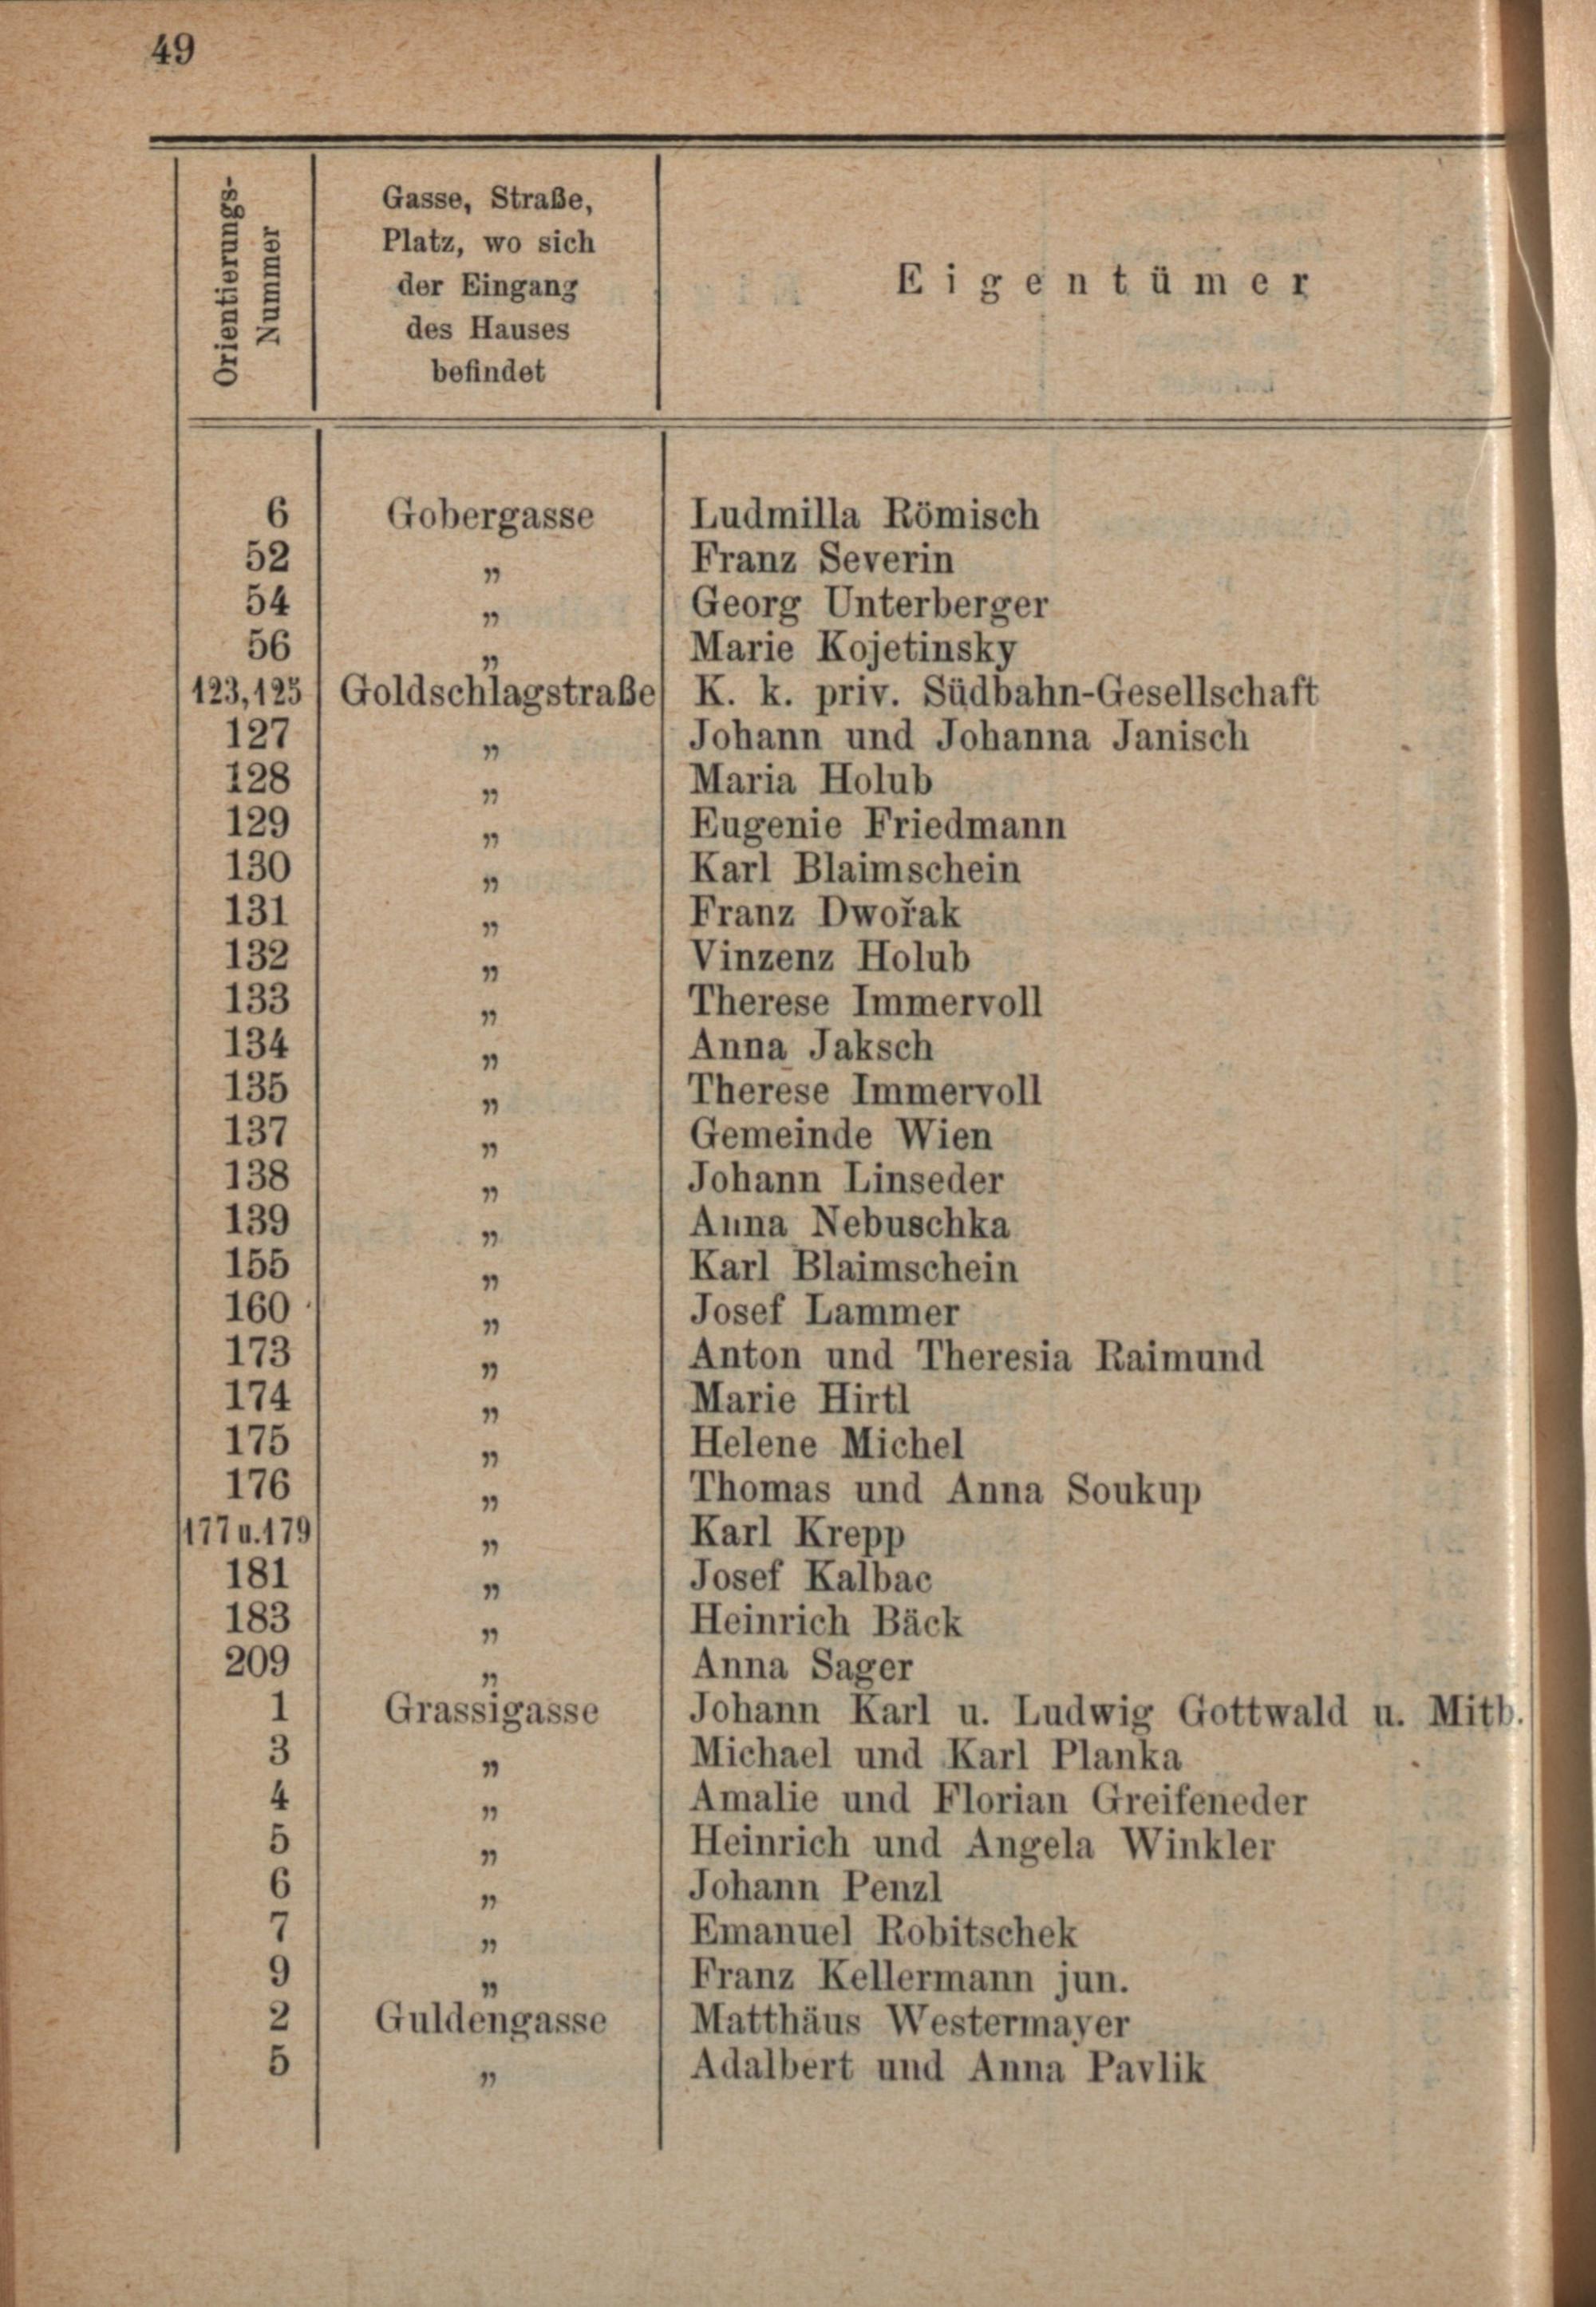 49
Orientierungs-
Nummer
Gasse, Straße,
Platz, wo sich
der Eingang
des Hauses
befindet
Eigentümer
6 Gobergasse Ludmilla Römisch
52 „ Franz Severin
54 „ Georg Unterberger
56 „ Marie Kojetinsky
123, 125 Goldschlagstraße K. k. priv. Südbahn-Gesellschaft
127 „ Johann und Johanna Janisch
128 „ Maria Holub
129 „ Eugenie Friedmann
130 „ Karl Blaimschein
131 „ Franz Dwořak
132 „ Vinzenz Holub
133 „ Therese Immervoll
134 „ Anna Jaksch
135 „ Therese Immervoll
137 „ Gemeinde Wien
138 „ Johann Linseder
139 „ Anna Nebuschka
155 „ Karl Blaimschein
160 „ Josef Lammer
173 „ Anton und Theresia Raimund
174 „ Marie Hirtl
175 „ Helene Michel
176 „ Thomas und Anna Soukup
177 u. 179 „ Karl Krepp
181 „ Josef Kalbac
183 „ Heinrich Bäck
209 „ Anna Sager
1 Grassigasse Johann Karl u. Ludwig Gottwald u. Mitb.
3 „ Michael und Karl Planka
4 „ Amalie und Florian Greifeneder
5 „ Heinrich und Angela Winkler
6 „ Johann Penzl
7 „ Emanuel Robitschek
9 „ Franz Kellermann jun.
2 Guldengasse Matthäus Westermayer
5 „ Adalbert und Anna Pavlik